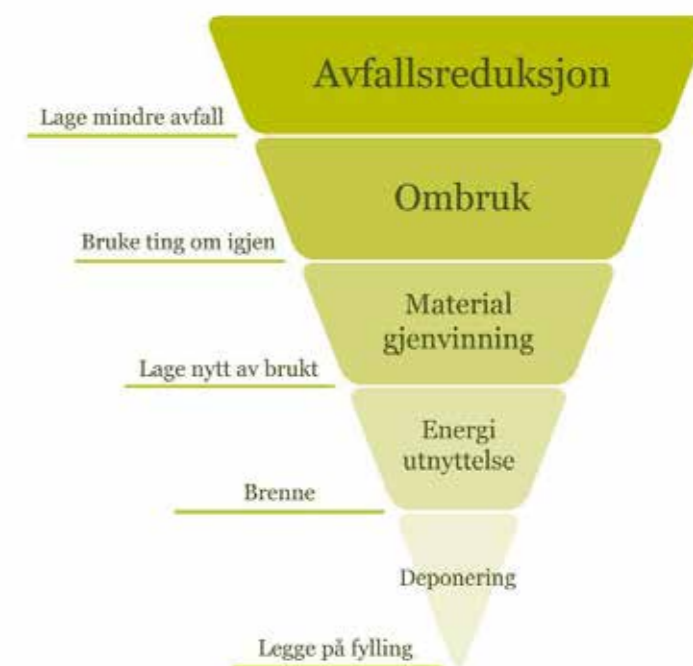 Avfallsreduksjon
Lage mindre avfall
Ombruk
Bruke ting om igjen
Material
gjenvinning
Lage nytt av brukt
Energi
utnyttelse
Brenne
Deponering
Legge på fylling